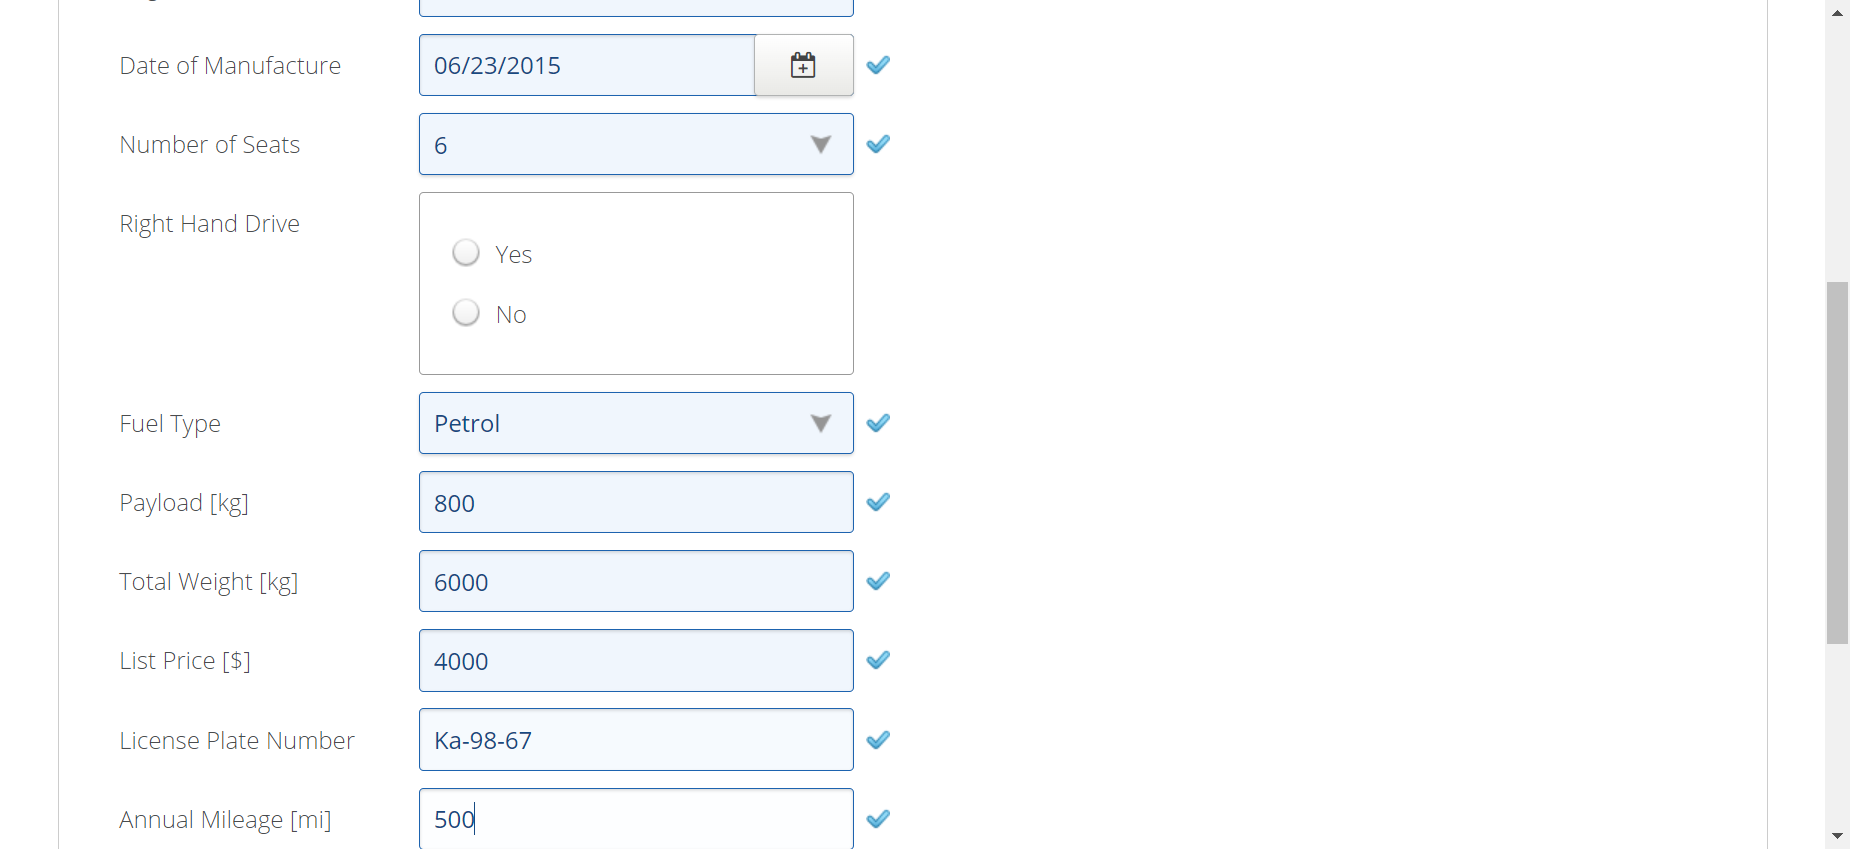 Date of Manufacture 06/23/2015
Number of Seats 6
Right Hand Drive
Yes
No
Fuel Type Petrol
Payload [kg] 800
Total Weight [kg] 6000
List Price [$] 4000
License Plate Number Ka-98-67
Annual Mileage [mi] 500